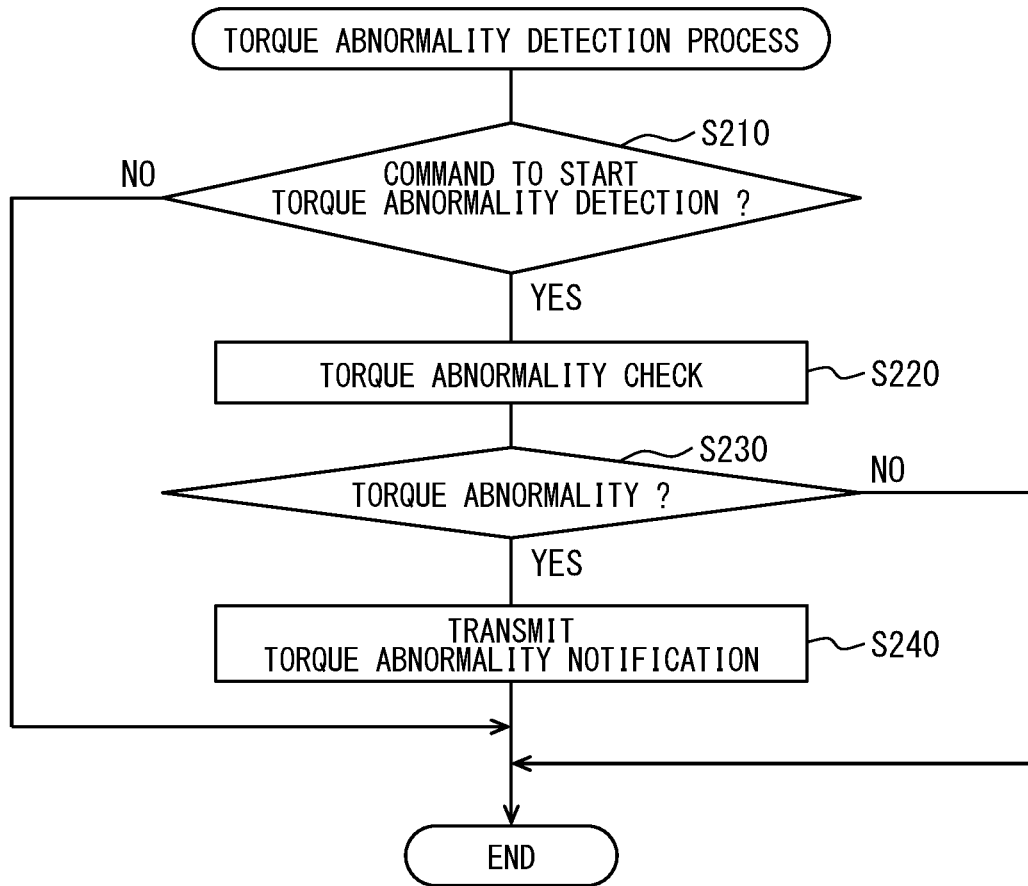 TORQUE ABNORMALITY DETECTION PROCESS
S210
NO
COMMAND TO START
TORQUE ABNORMALITY DETECTION ?
YES
TORQUE ABNORMALITY CHECK
S220
S230
TORQUE ABNORMALITY ?
NO
YES
TRANSMIT
TORQUE ABNORMALITY NOTIFICATION
S240
END